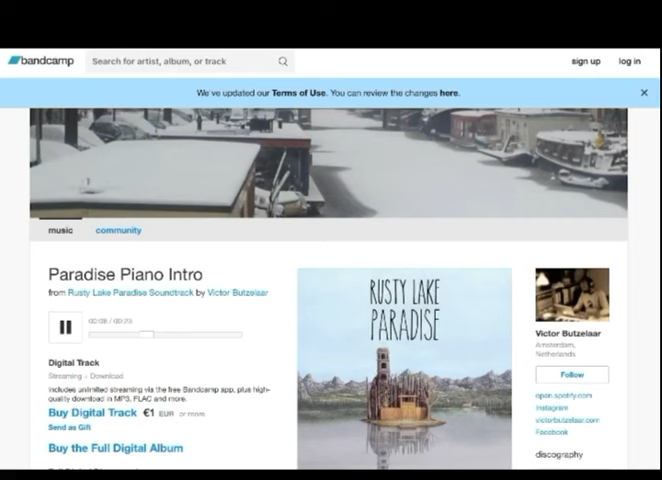 bandcamp
Search for artist, album, or track
sign up
log in
We've updated our Terms of Use. You can review the changes here.
music
community
Paradise Piano Intro
from Rusty Lake Paradise Soundtrack by Victor Butzelaar
00:08 / 00:23
Digital Track
Streaming + Download
Includes unlimited streaming via the free Bandcamp app, plus high-
quality download in MP3, FLAC and more.
Buy Digital Track €1 EUR or more
Send as Gift
Buy the Full Digital Album
RUSTY LAKE
PARADISE
Victor Butzelaar
Amsterdam,
Netherlands
Follow
open.spotify.com
Instagram
victorbutzelaar.com
Facebook
discography